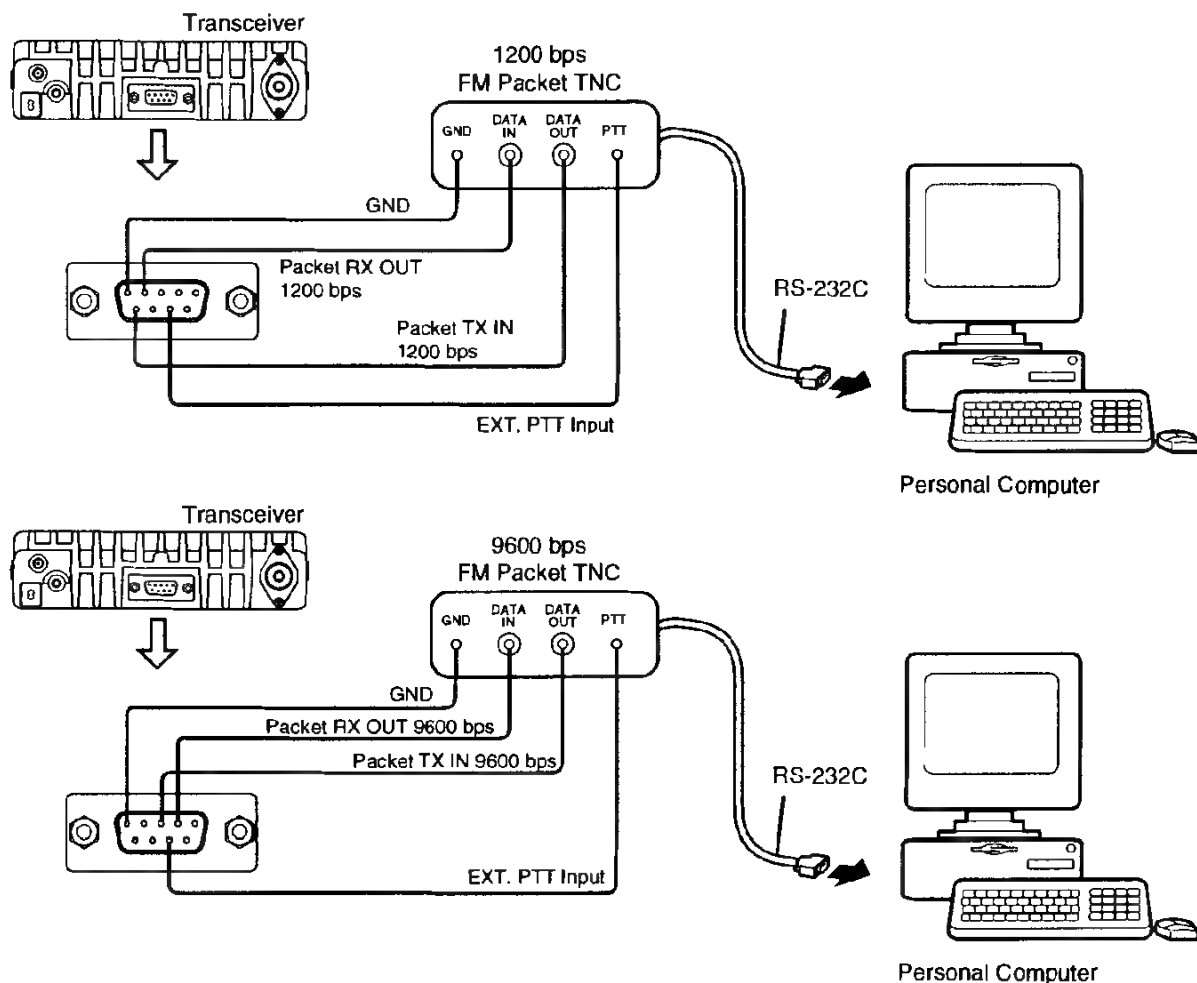 Transceiver
1200 bps
FM Packet TNC
GND
DATA
IN
DATA
OUT
PTT
GND
Packet RX OUT
1200 bps
Packet TX IN
1200 bps
EXT. PTT Input
RS-232C
Personal Computer
Transceiver
9600 bps
FM Packet TNC
GND
DATA
IN
DATA
OUT
PTT
GND
Packet RX OUT 9600 bps
Packet TX IN 9600 bps
EXT. PTT Input
RS-232C
Personal Computer